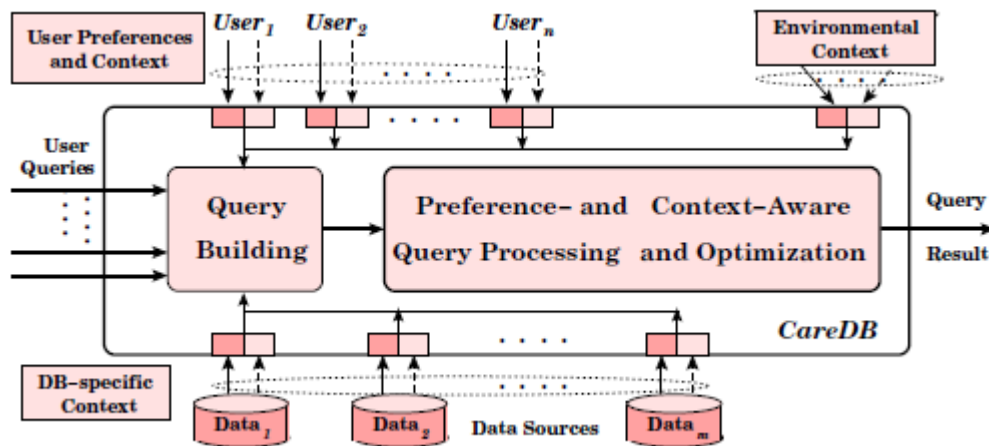 User Preferences
and Context
User1
User2
Usern
Environmental
Context
User
Queries
Query
Building
Preference- and Context-Aware
Query Processing and Optimization
Query
Result
CareDB
DB-specific
Context
Data1
Data2
Data Sources
Datam